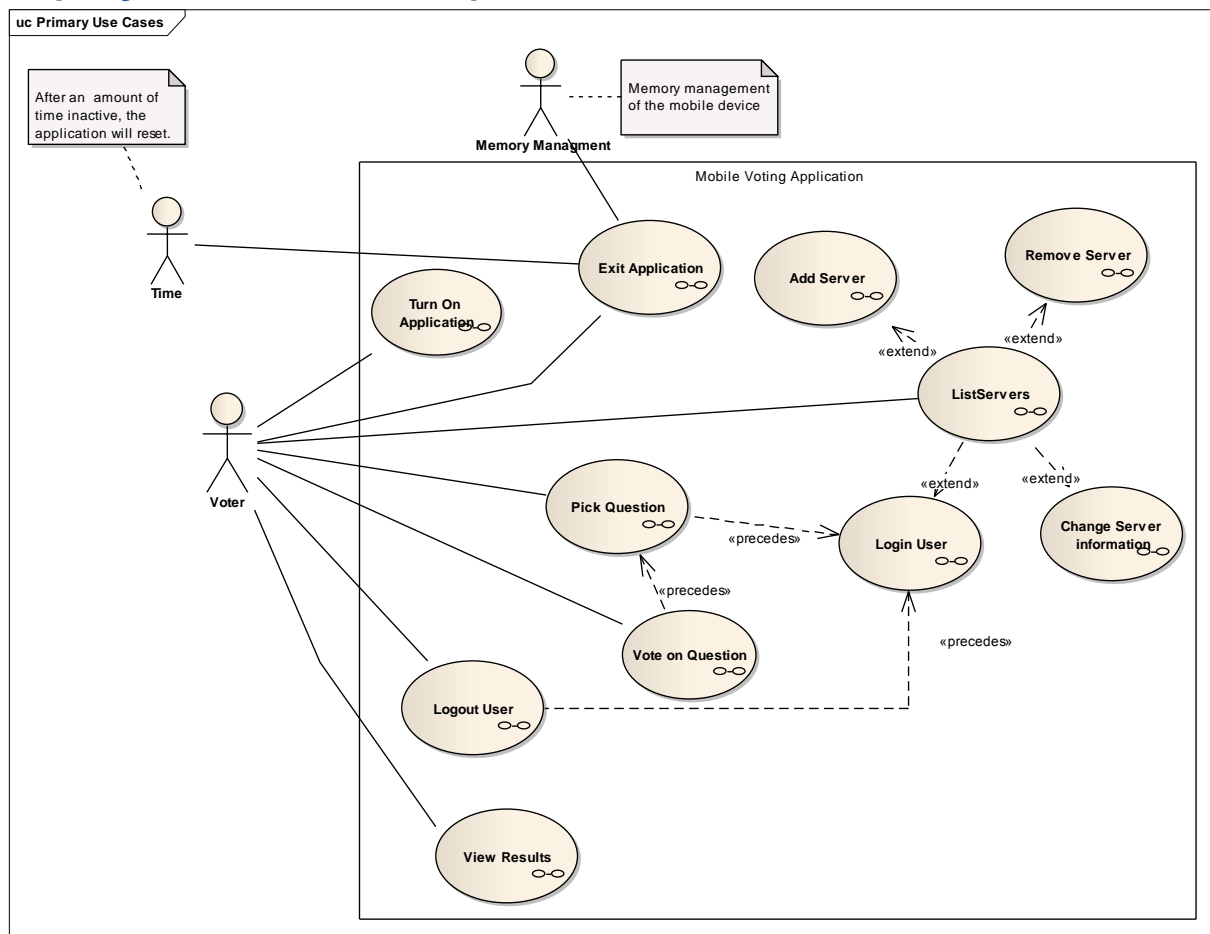 uc Primary Use Cases
After an amount of
time inactive, the
application will reset.
Memory management
of the mobile device
Memory Managment
Mobile Voting Application
Time
Exit Application
Add Server
Remove Server
Turn On
Application
«extend»
«extend»
ListServers
Voter
Pick Question
«extend»
«extend»
«precedes»
Login User
Change Server
information
«precedes»
Vote on Question
«precedes»
Logout User
View Results